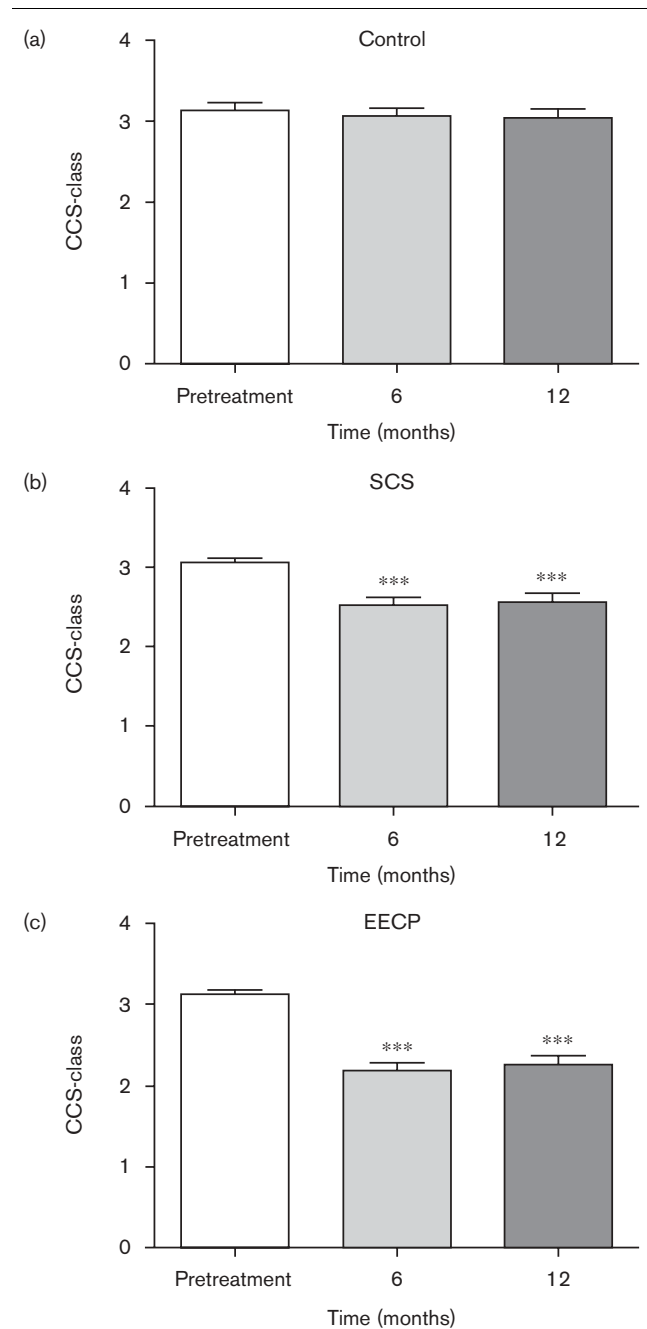 (a)
Control
4
3
2
1
0
CCS-class
Pretreatment 6 12
Time (months)
(b)
SCS
4
3
2
1
0
CCS-class
*** ***
Pretreatment 6 12
Time (months)
(c)
EECP
4
3
2
1
0
CCS-class
*** ***
Pretreatment 6 12
Time (months)